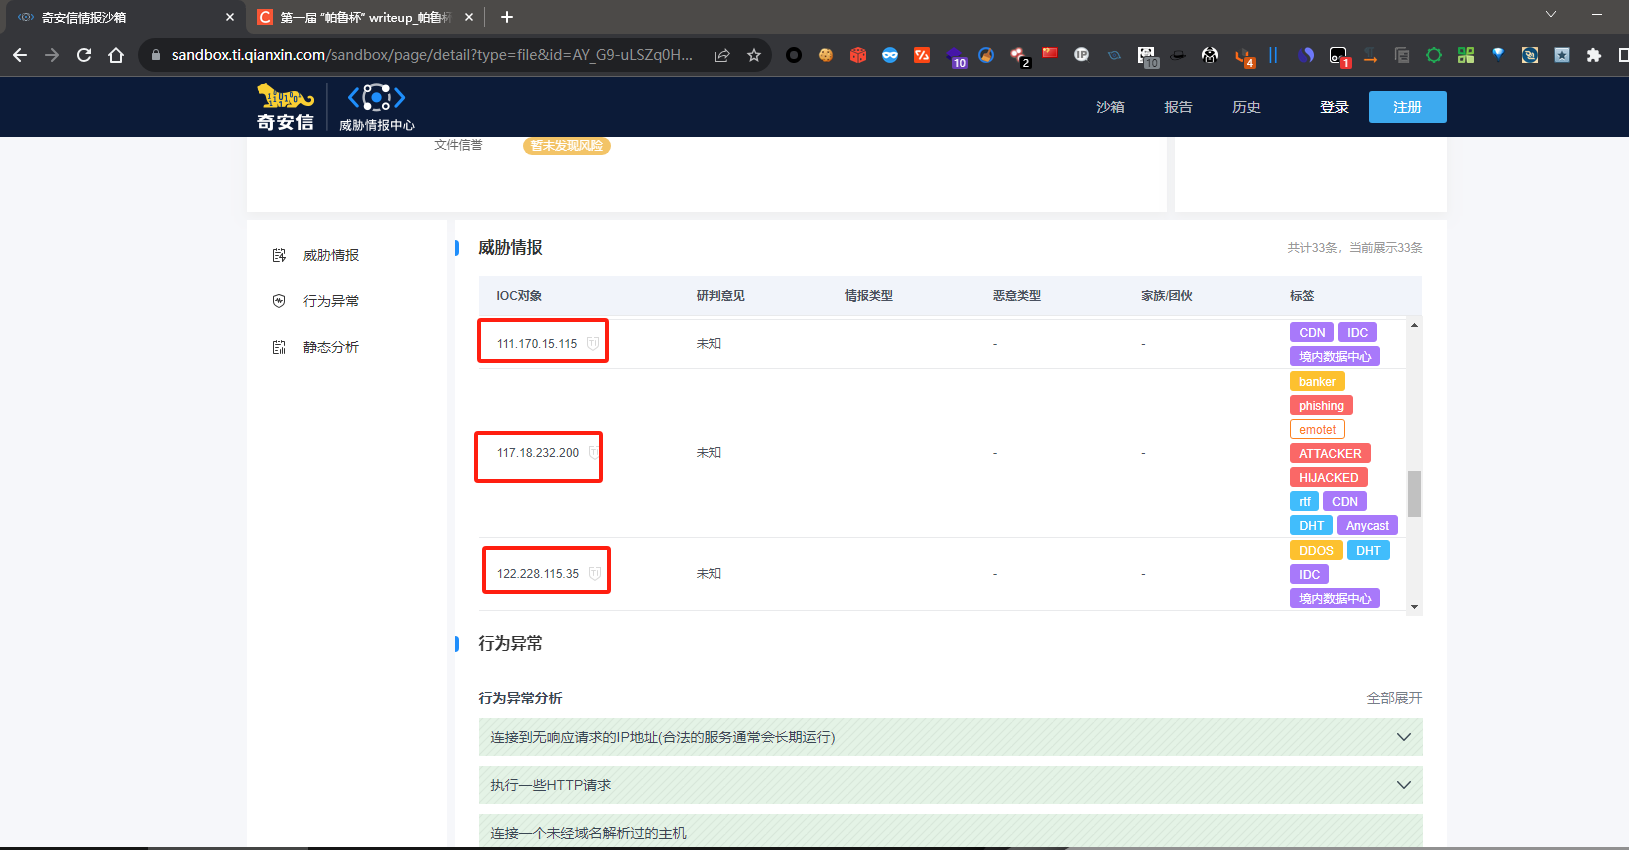 奇安信情报沙箱
第一届 “帕鲁杯” writeup_帕鲁杯
sandbox.ti.qianxin.com/sandbox/page/detail?type=file&id=AY_G9-uLSZq0H...
10
2
IP
10
4
1
奇安信
威胁情报中心
沙箱
报告
历史
登录
注册
文件信誉
暂未发现风险
威胁情报
行为异常
静态分析
威胁情报
共计33条，当前展示33条
IOC对象 研判意见 情报类型 恶意类型 家族/团伙 标签
111.170.15.115 TI 未知 - - CDN IDC
境内数据中心
banker
phishing
emotet
117.18.232.200 TI 未知 - - ATTACKER
HIJACKED
rtf CDN
DHT Anycast
DDOS DHT
122.228.115.35 TI 未知 - - IDC
境内数据中心
行为异常
行为异常分析 全部展开
连接到无响应请求的IP地址(合法的服务通常会长期运行)
执行一些HTTP请求
连接一个未经域名解析过的主机